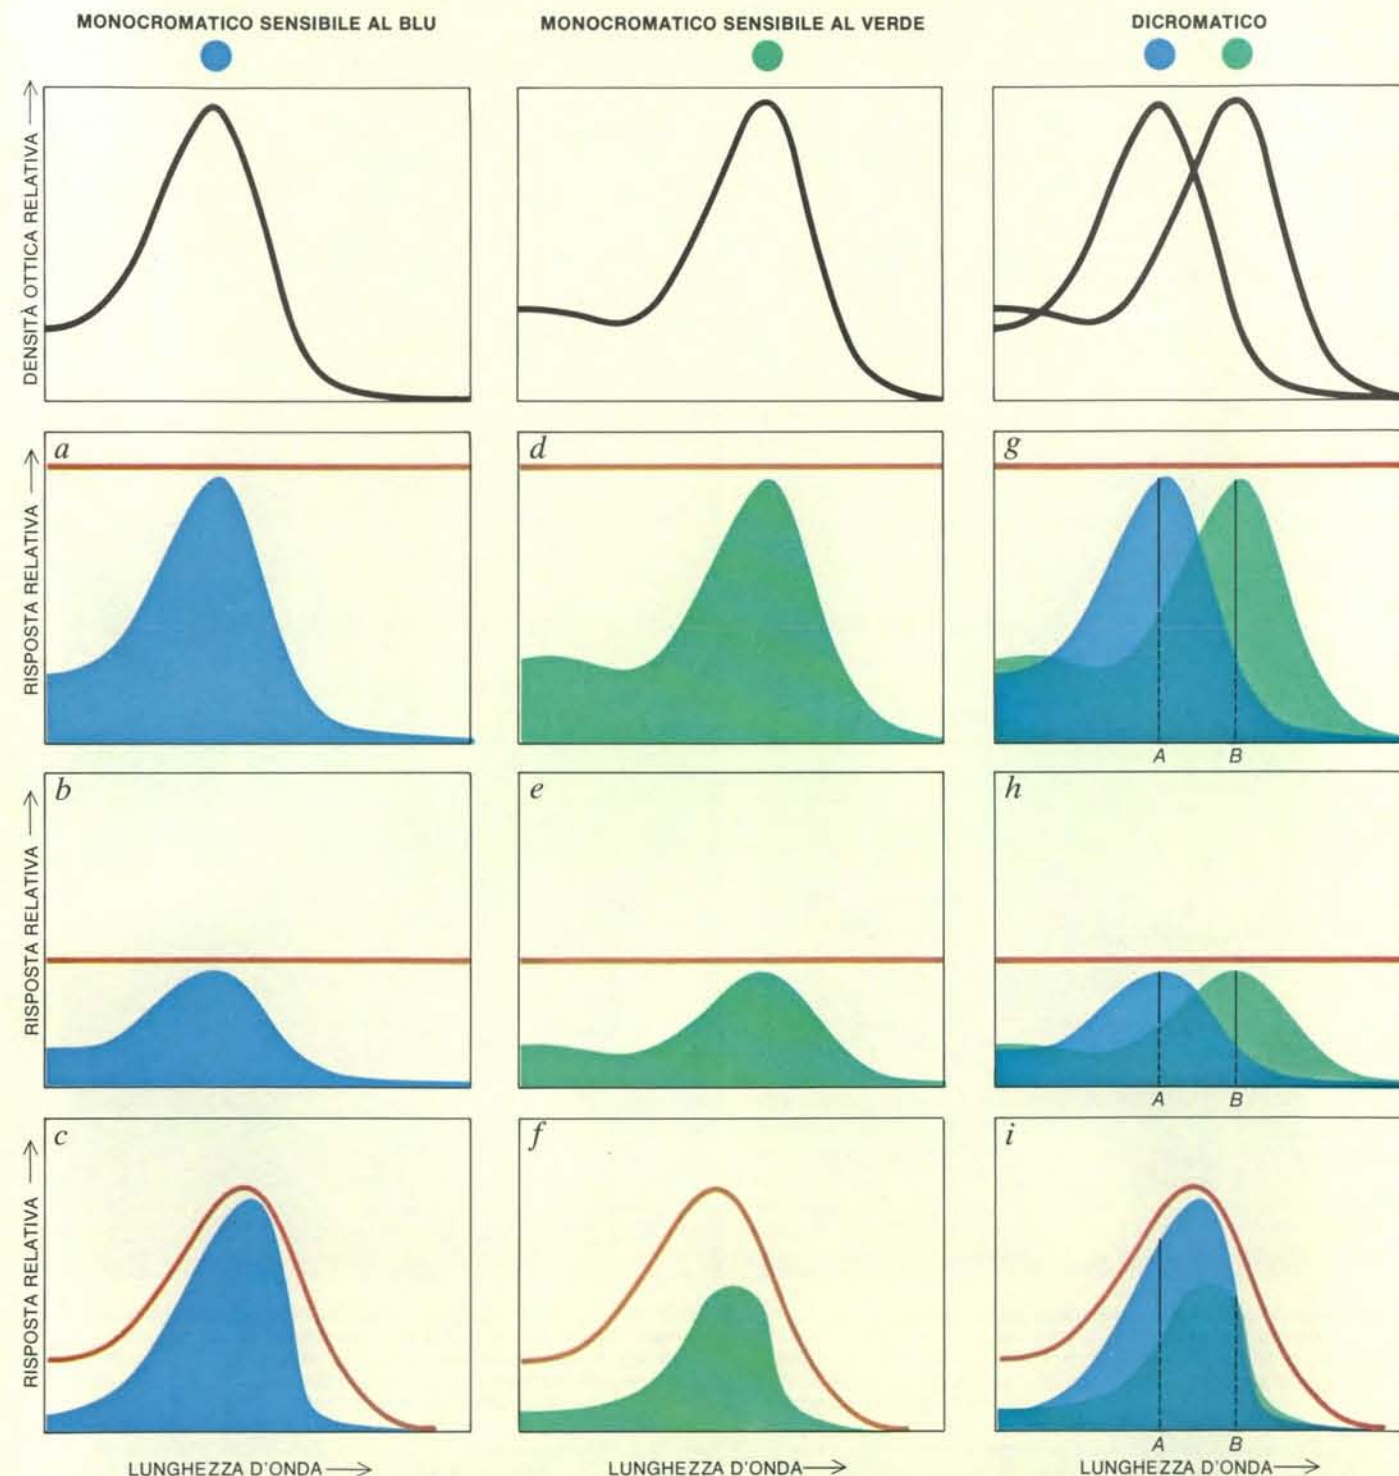 MONOCROMATICO SENSIBILE AL BLU
MONOCROMATICO SENSIBILE AL VERDE
DICROMATICO
DENSITÀ OTTICA RELATIVA
a
d
g
RISPOSTA RELATIVA
A B
b
e
h
RISPOSTA RELATIVA
A B
c
f
i
RISPOSTA RELATIVA
A B
LUNGHEZZA D'ONDA
LUNGHEZZA D'ONDA
LUNGHEZZA D'ONDA